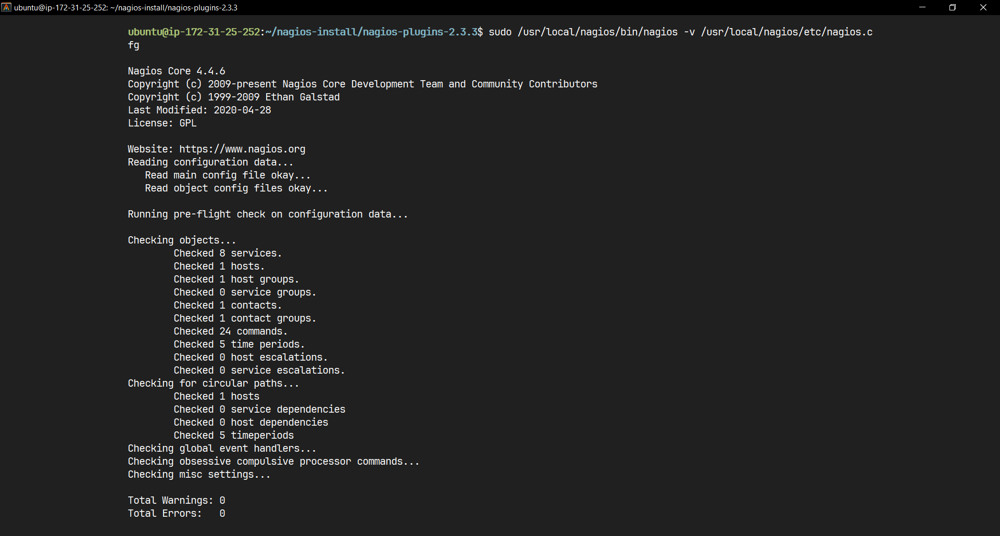 ubuntu@ip-172-31-25-252: ~/nagios-install/nagios-plugins-2.3.3
ubuntu@ip-172-31-25-252:~/nagios-install/nagios-plugins-2.3.3$ sudo /usr/local/nagios/bin/nagios -v /usr/local/nagios/etc/nagios.c
fg
Nagios Core 4.4.6
Copyright (c) 2009-present Nagios Core Development Team and Community Contributors
Copyright (c) 1999-2009 Ethan Galstad
Last Modified: 2020-04-28
License: GPL
Website: https://www.nagios.org
Reading configuration data...
   Read main config file okay...
   Read object config files okay...
Running pre-flight check on configuration data...
Checking objects...
        Checked 8 services.
        Checked 1 hosts.
        Checked 1 host groups.
        Checked 0 service groups.
        Checked 1 contacts.
        Checked 1 contact groups.
        Checked 24 commands.
        Checked 5 time periods.
        Checked 0 host escalations.
        Checked 0 service escalations.
Checking for circular paths...
        Checked 1 hosts
        Checked 0 service dependencies
        Checked 0 host dependencies
        Checked 5 timeperiods
Checking global event handlers...
Checking obsessive compulsive processor commands...
Checking misc settings...
Total Warnings: 0
Total Errors:   0